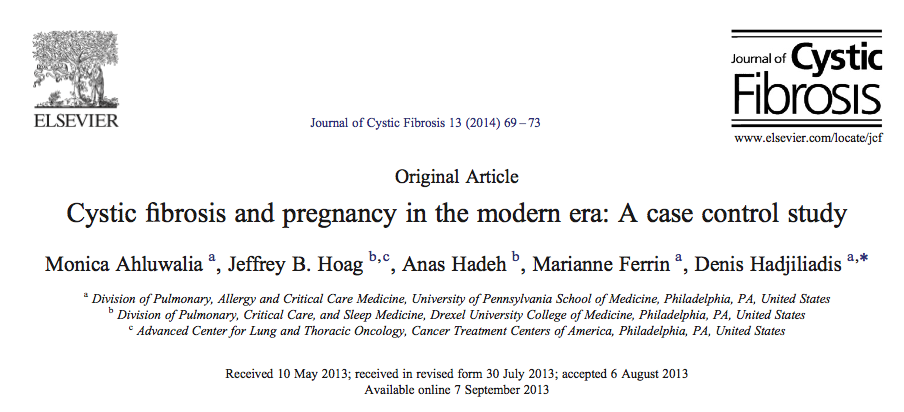 ELSEVIER
Journal of Cystic Fibrosis 13 (2014) 69–73
Journal of Cystic
Fibrosis
www.elsevier.com/locate/jcf
Original Article
Cystic fibrosis and pregnancy in the modern era: A case control study
Monica Ahluwalia a, Jeffrey B. Hoag b,c, Anas Hadeh b, Marianne Ferrin a, Denis Hadjiliadis a,*
a Division of Pulmonary, Allergy and Critical Care Medicine, University of Pennsylvania School of Medicine, Philadelphia, PA, United States
b Division of Pulmonary, Critical Care, and Sleep Medicine, Drexel University College of Medicine, Philadelphia, PA, United States
c Advanced Center for Lung and Thoracic Oncology, Cancer Treatment Centers of America, Philadelphia, PA, United States
Received 10 May 2013; received in revised form 30 July 2013; accepted 6 August 2013
Available online 7 September 2013